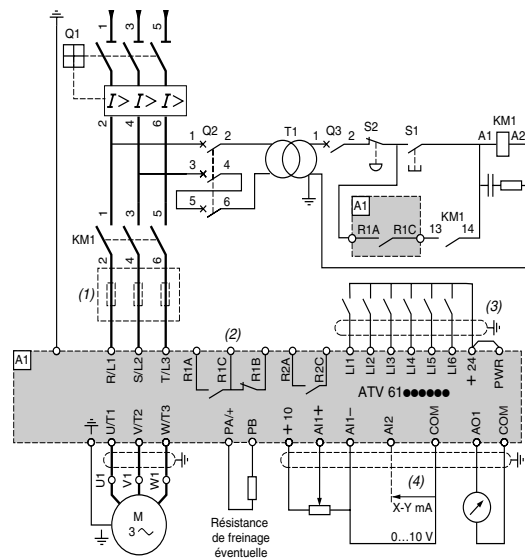 1 3 5
Q1
I> I> I>
2 4 6
1 Q2 2
3 4
5 6
T1
1 Q3 2
S2
S1
A1 KM1 A2
A1
R1A R1C
13 KM1 14
1 3 5
KM1
2 4 6
(1)
(2)
(3)
A1
R/L1 S/L2 T/L3 R1A R1C R1B R2A R2C LI1 LI2 LI3 LI4 LI5 LI6 + 24 PWR
ATV 61●●●●●●
U/T1 V/T2 W/T3 PA/+ PB + 10 AI1+ AI1- AI2 COM AO1 COM
U1 V1 W1
(4)
X-Y mA
0...10 V
M
3 ~
Résistance
de freinage
éventuelle